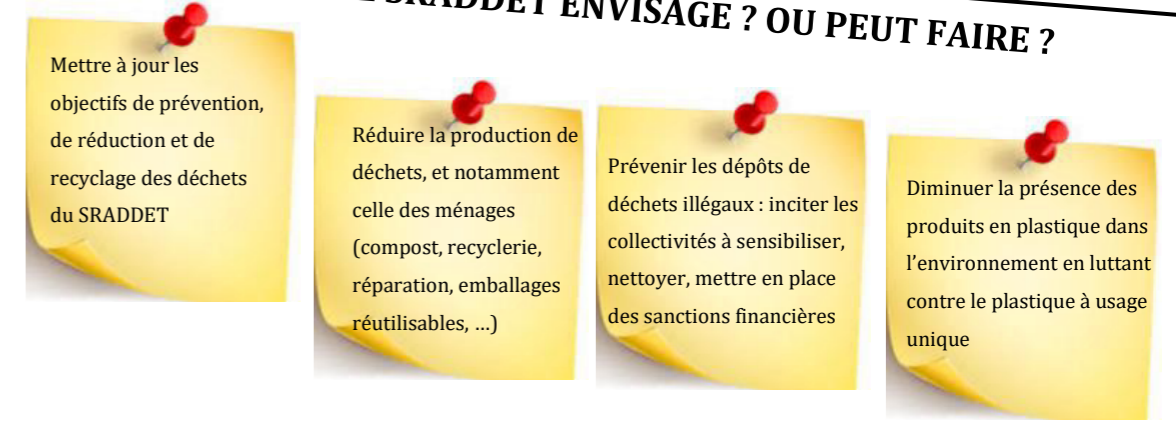 SRADDET ENVISAGE ? OU PEUT FAIRE ?
Mettre à jour les
objectifs de prévention,
de réduction et de
recyclage des déchets
du SRADDET
Réduire la production de
déchets, et notamment
celle des ménages
(compost, recyclerie,
réparation, emballages
réutilisables, …)
Prévenir les dépôts de
déchets illégaux : inciter les
collectivités à sensibiliser,
nettoyer, mettre en place
des sanctions financières
Diminuer la présence des
produits en plastique dans
l’environnement en luttant
contre le plastique à usage
unique